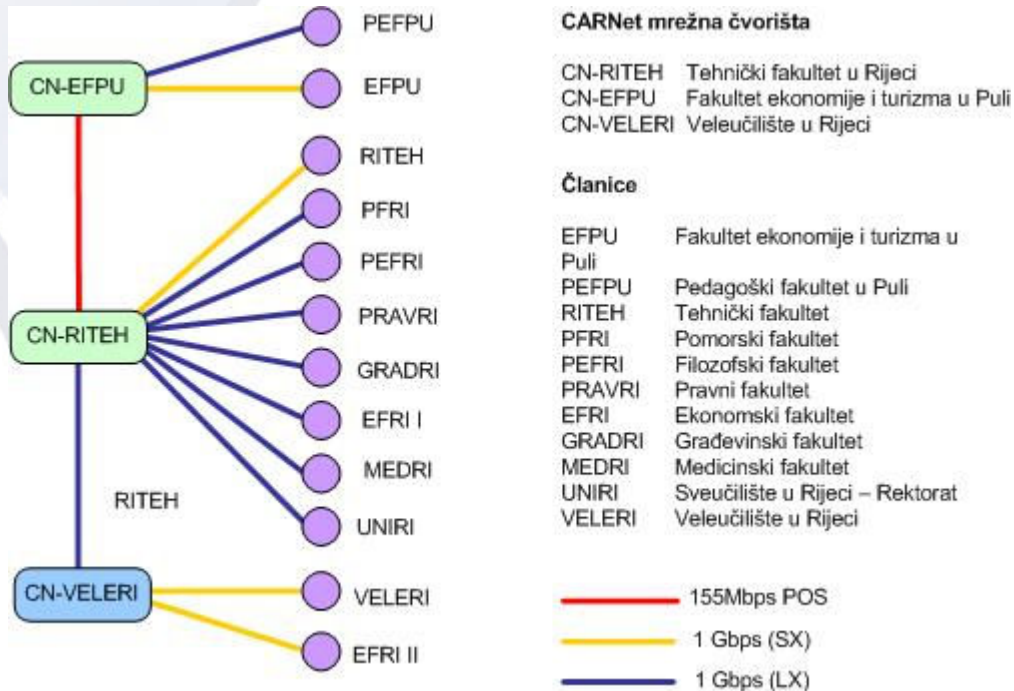 PEFPU
CN-EFPU
EFPU
RITEH
PFRI
PEFRI
PRAVRI
CN-RITEH
GRADRI
EFRI I
MEDRI
RITEH
UNIRI
CN-VELERI
VELERI
EFRI II
CARNet mrežna čvorišta
CN-RITEH Tehnički fakultet u Rijeci
CN-EFPU Fakultet ekonomije i turizma u Puli
CN-VELERI Veleučilište u Rijeci
Članice
EFPU Fakultet ekonomije i turizma u
Puli
PEFPU Pedagoški fakultet u Puli
RITEH Tehnički fakultet
PFRI Pomorski fakultet
PEFRI Filozofski fakultet
PRAVRI Pravni fakultet
EFRI Ekonomski fakultet
GRADRI Građevinski fakultet
MEDRI Medicinski fakultet
UNIRI Sveučilište u Rijeci – Rektorat
VELERI Veleučilište u Rijeci
155Mbps POS
1 Gbps (SX)
1 Gbps (LX)